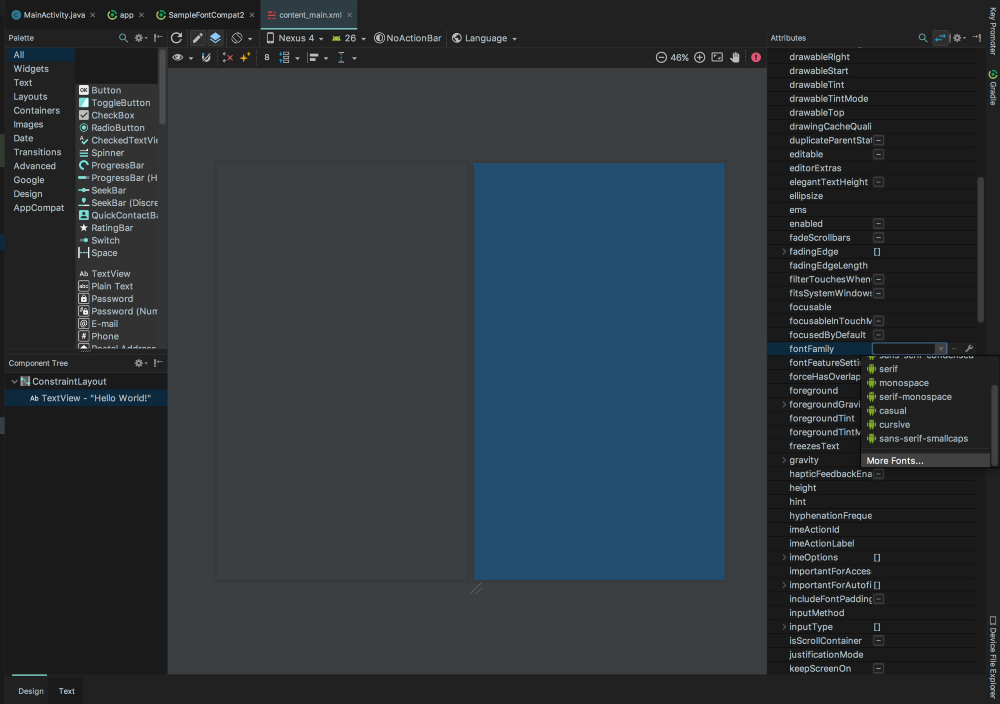 MainActivity.java
app
SampleFontCompat2
content_main.xml
Palette
Nexus 4
26
NoActionBar
Language
8
46%
All
Widgets
Text
Layouts
Containers
Images
Date
Transitions
Advanced
Google
Design
AppCompat
OK Button
ToggleButton
CheckBox
RadioButton
CheckedTextVie
Spinner
ProgressBar
ProgressBar (H
SeekBar
SeekBar (Discre
QuickContactBa
RatingBar
Switch
Space
Ab TextView
abc Plain Text
Password
Password (Num
@ E-mail
# Phone
Postal Address
Component Tree
ConstraintLayout
Ab TextView - "Hello World!"
Design
Text
Attributes
drawableRight
drawableStart
drawableTint
drawableTintMode
drawableTop
drawingCacheQuali
duplicateParentStat
editable
editorExtras
elegantTextHeight
ellipsize
ems
enabled
fadeScrollbars
fadingEdge []
fadingEdgeLength
filterTouchesWhen
fitsSystemWindows
focusable
focusableInTouchM
focusedByDefault
fontFamily
fontFeatureSettin
forceHasOverlap
foreground
foregroundGravi
foregroundTint
foregroundTintM
freezesText
gravity
hapticFeedbackEna
height
hint
hyphenationFreque
imeActionId
imeActionLabel
imeOptions []
importantForAcces
importantForAutofi []
includeFontPadding
inputMethod
inputType []
isScrollContainer
justificationMode
keepScreenOn
sans-serif-condensed
serif
monospace
serif-monospace
casual
cursive
sans-serif-smallcaps
More Fonts...
Key Promoter
Gradle
Device File Explorer